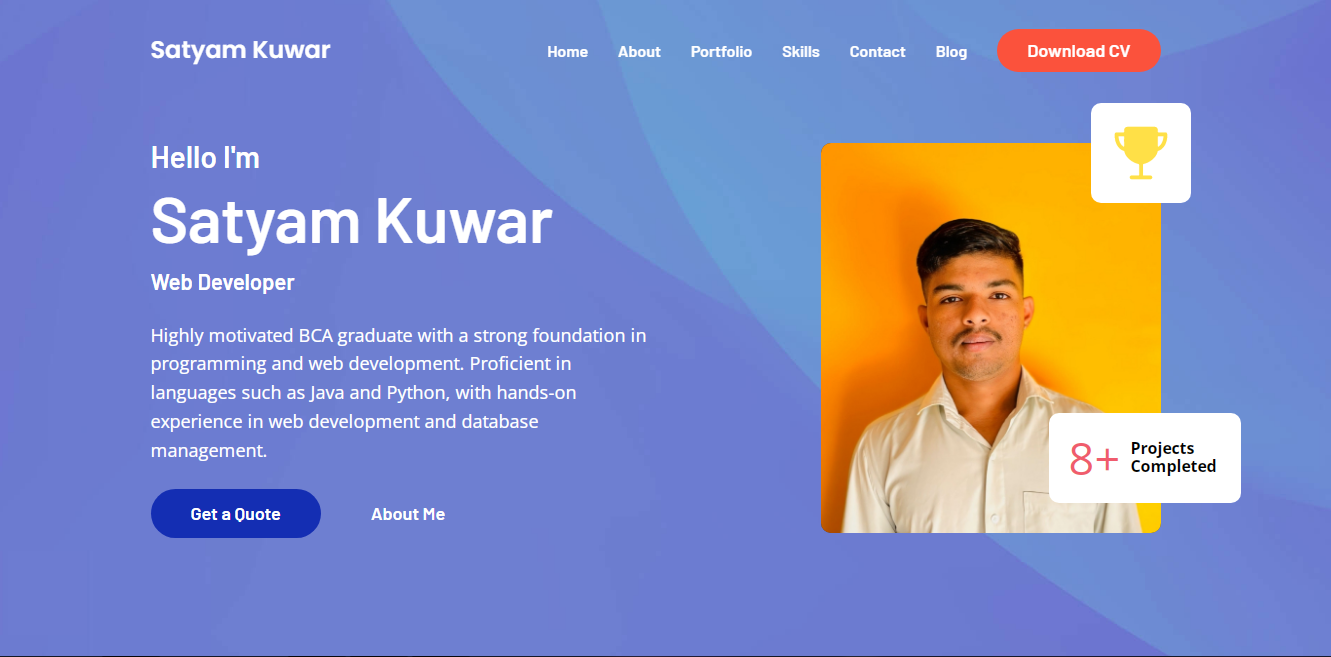 Satyam Kuwar
Home About Portfolio Skills Contact Blog Download CV
Hello I'm
Satyam Kuwar
Web Developer
Highly motivated BCA graduate with a strong foundation in
programming and web development. Proficient in
languages such as Java and Python, with hands-on
experience in web development and database
management.
Get a Quote About Me
8+ Projects
Completed